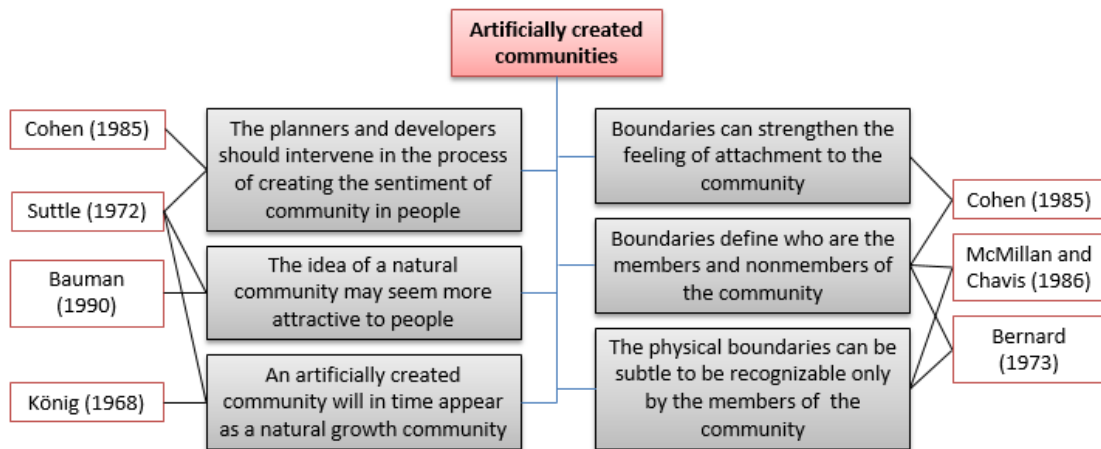 Artificially created
communities
Cohen (1985)
Suttle (1972)
Bauman
(1990)
König (1968)
The planners and developers
should intervene in the process
of creating the sentiment of
community in people
The idea of a natural
community may seem more
attractive to people
An artificially created
community will in time appear
as a natural growth community
Boundaries can strengthen the
feeling of attachment to the
community
Boundaries define who are the
members and nonmembers of
the community
The physical boundaries can be
subtle to be recognizable only
by the members of the
community
Cohen (1985)
McMillan and
Chavis (1986)
Bernard
(1973)